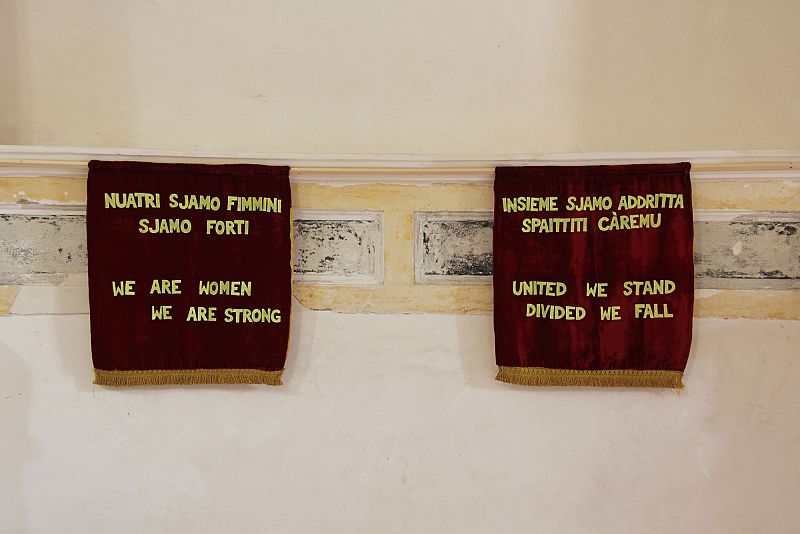 NUATRI SJAMO FIMMINI
SJAMO FORTI
WE ARE WOMEN
WE ARE STRONG
INSIEME SJAMO ADDRITTA
SPAITTITI CÀREMU
UNITED WE STAND
DIVIDED WE FALL